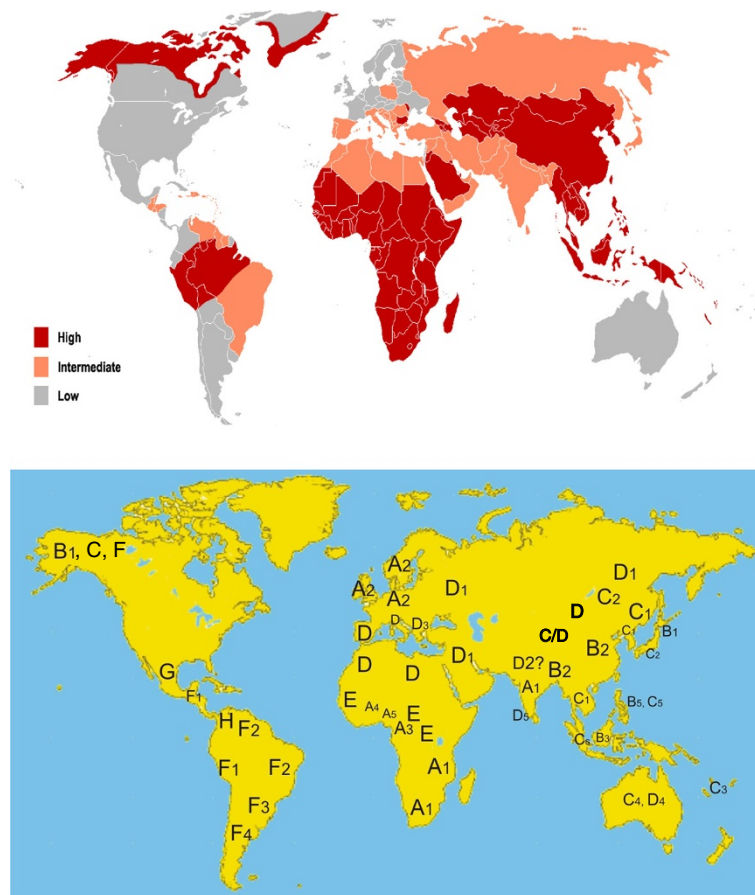 High
Intermediate
Low
B1, C, F
A2
D1
A2
A2
D1
C2
D
C1
D
D3
D
C/D
C1
B1
B2
C2
G
D
D
D1
D2?
B2
A1
F1
E
A4
A5
E
C1
B5, C5
D5
H
F2
A3
E
C6
B3
F1
F2
A1
C3
F3
A1
C4, D4
F4